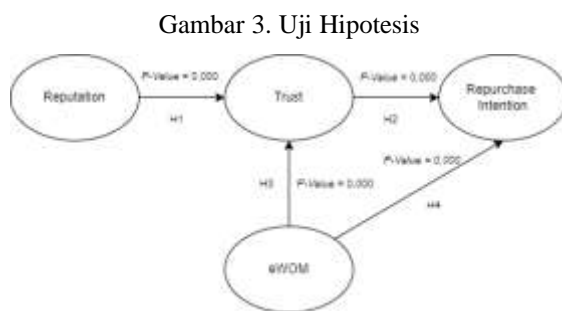 Gambar 3. Uji Hipotesis
P-Value = 0,000
P-Value = 0,000
Reputation
Trust
Repurchase
Intention
H1
H2
P-Value = 0,000
H3
P-Value = 0,000
H4
eWOM